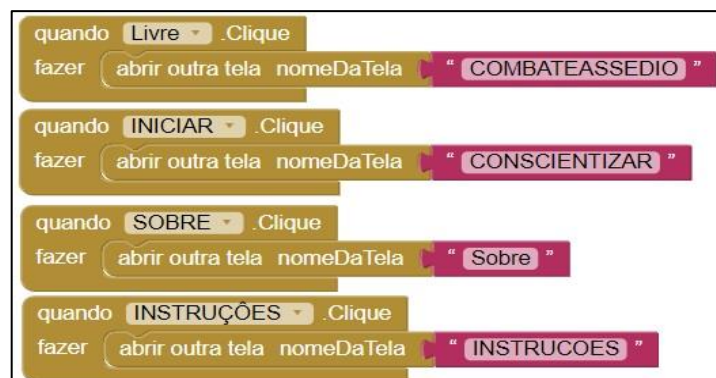 quando Livre .Clique
fazer abrir outra tela nomeDaTela " COMBATEASSEDIO "
quando INICIAR .Clique
fazer abrir outra tela nomeDaTela " CONSCIENTIZAR "
quando SOBRE .Clique
fazer abrir outra tela nomeDaTela " Sobre "
quando INSTRUÇÔES .Clique
fazer abrir outra tela nomeDaTela " INSTRUCOES "